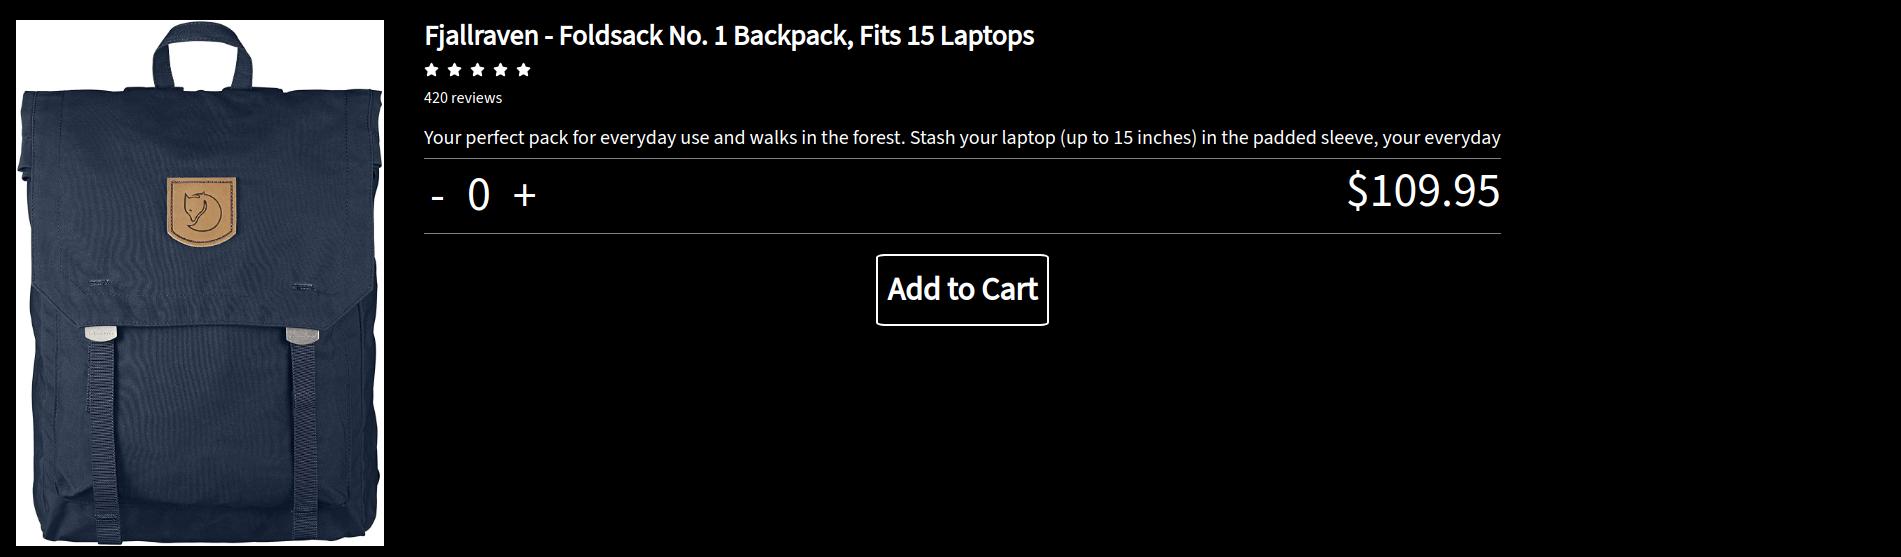 Fjallraven - Foldsack No. 1 Backpack, Fits 15 Laptops
420 reviews
Your perfect pack for everyday use and walks in the forest. Stash your laptop (up to 15 inches) in the padded sleeve, your everyday
- 0 +
$109.95
Add to Cart